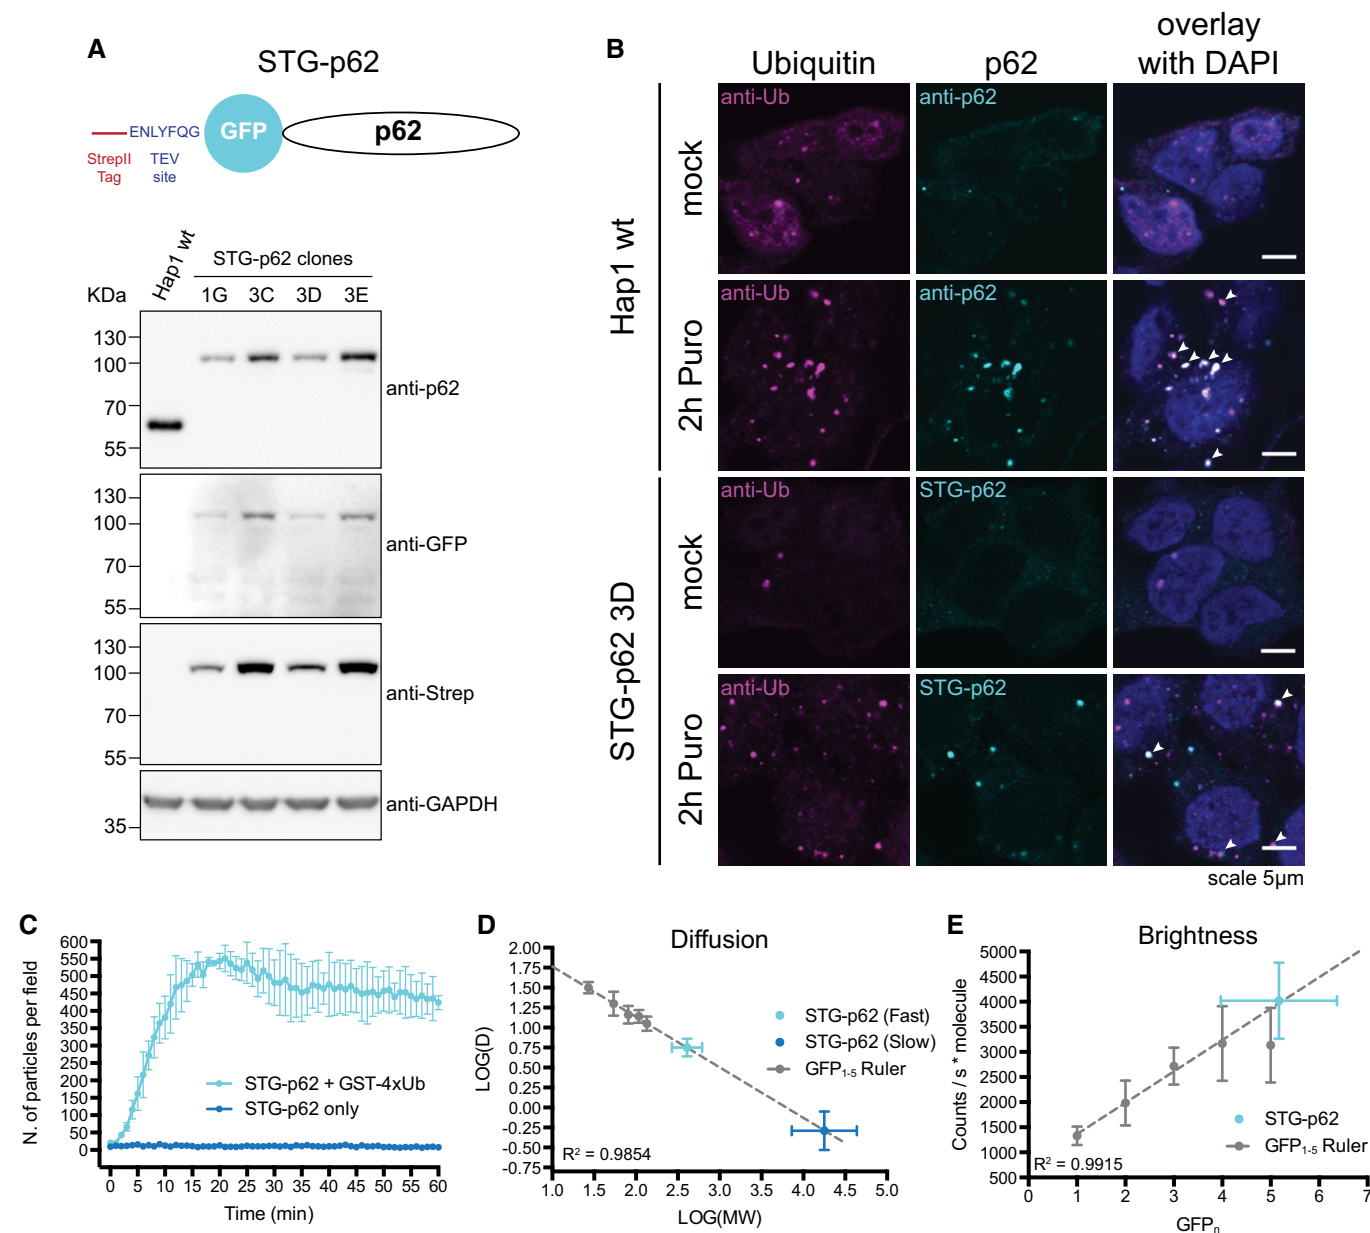 A
STG-p62
ENLYFQG
GFP
p62
StrepII
Tag
TEV
site
Hap1 wt
STG-p62 clones
KDa
1G 3C 3D 3E
130
100
70
55
anti-p62
130
100
70
55
anti-GFP
130
100
70
55
anti-Strep
35
anti-GAPDH
B
Ubiquitin
p62
overlay
with DAPI
Hap1 wt
mock
anti-Ub
anti-p62
2h Puro
anti-Ub
anti-p62
STG-p62 3D
mock
anti-Ub
STG-p62
2h Puro
anti-Ub
STG-p62
scale 5µm
C
N. of particles per field
600
550
500
450
400
350
300
250
200
150
100
50
0
STG-p62 + GST-4xUb
STG-p62 only
0 5 10 15 20 25 30 35 40 45 50 55 60
Time (min)
D
Diffusion
LOG(D)
2.00
1.75
1.50
1.25
1.00
0.75
0.50
0.25
0.00
-0.25
-0.50
-0.75
STG-p62 (Fast)
STG-p62 (Slow)
GFP₁₋₅ Ruler
R² = 0.9854
1.0 1.5 2.0 2.5 3.0 3.5 4.0 4.5 5.0
LOG(MW)
E
Brightness
Counts / s* molecule
5000
4500
4000
3500
3000
2500
2000
1500
1000
500
STG-p62
GFP₁₋₅ Ruler
R² = 0.9915
0 1 2 3 4 5 6 7
GFPₙ